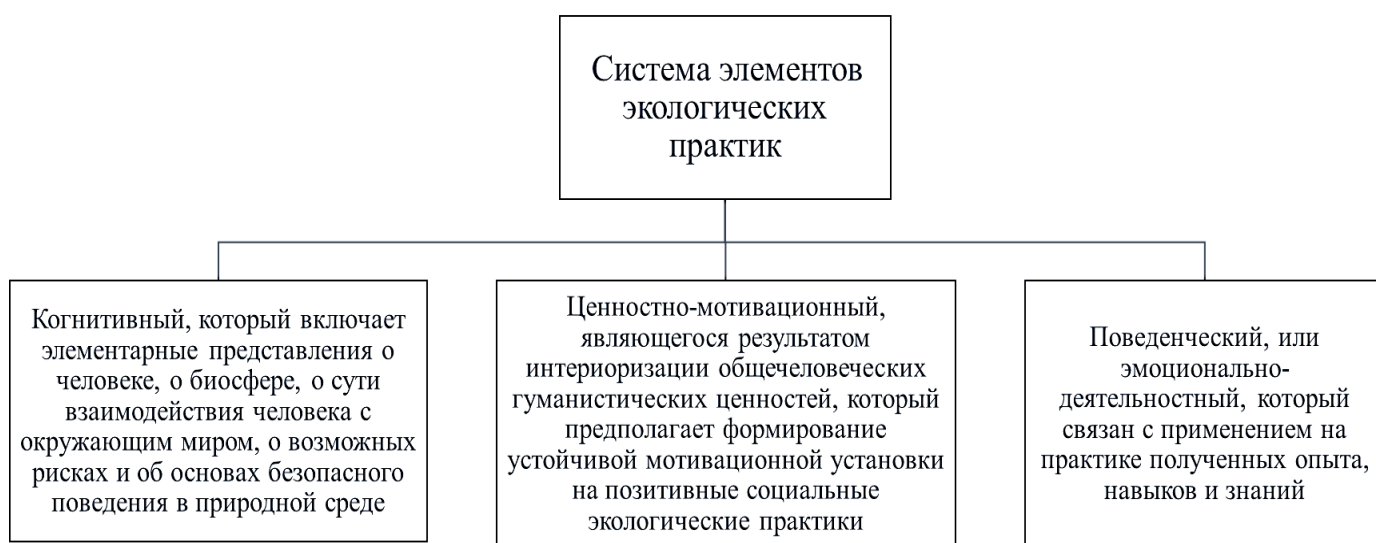 Система элементов
экологических
практик
Когнитивный, который включает
элементарные представления о
человеке, о биосфере, о сути
взаимодействия человека с
окружающим миром, о возможных
рисках и об основах безопасного
поведения в природной среде
Ценностно-мотивационный,
являющегося результатом
интериоризации общечеловеческих
гуманистических ценностей, который
предполагает формирование
устойчивой мотивационной установки
на позитивные социальные
экологические практики
Поведенческий, или
эмоционально-
деятельностный, который
связан с применением на
практике полученных опыта,
навыков и знаний